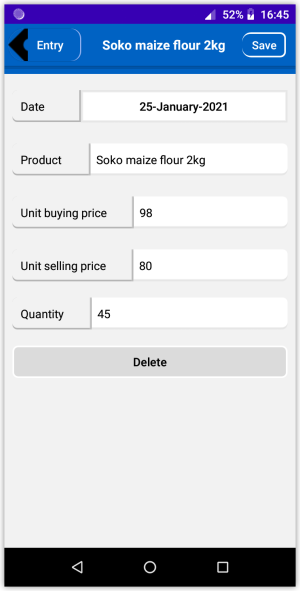 52% 16:45
Entry Soko maize flour 2kg Save
Date 25-January-2021
Product Soko maize flour 2kg
Unit buying price 98
Unit selling price 80
Quantity 45
Delete